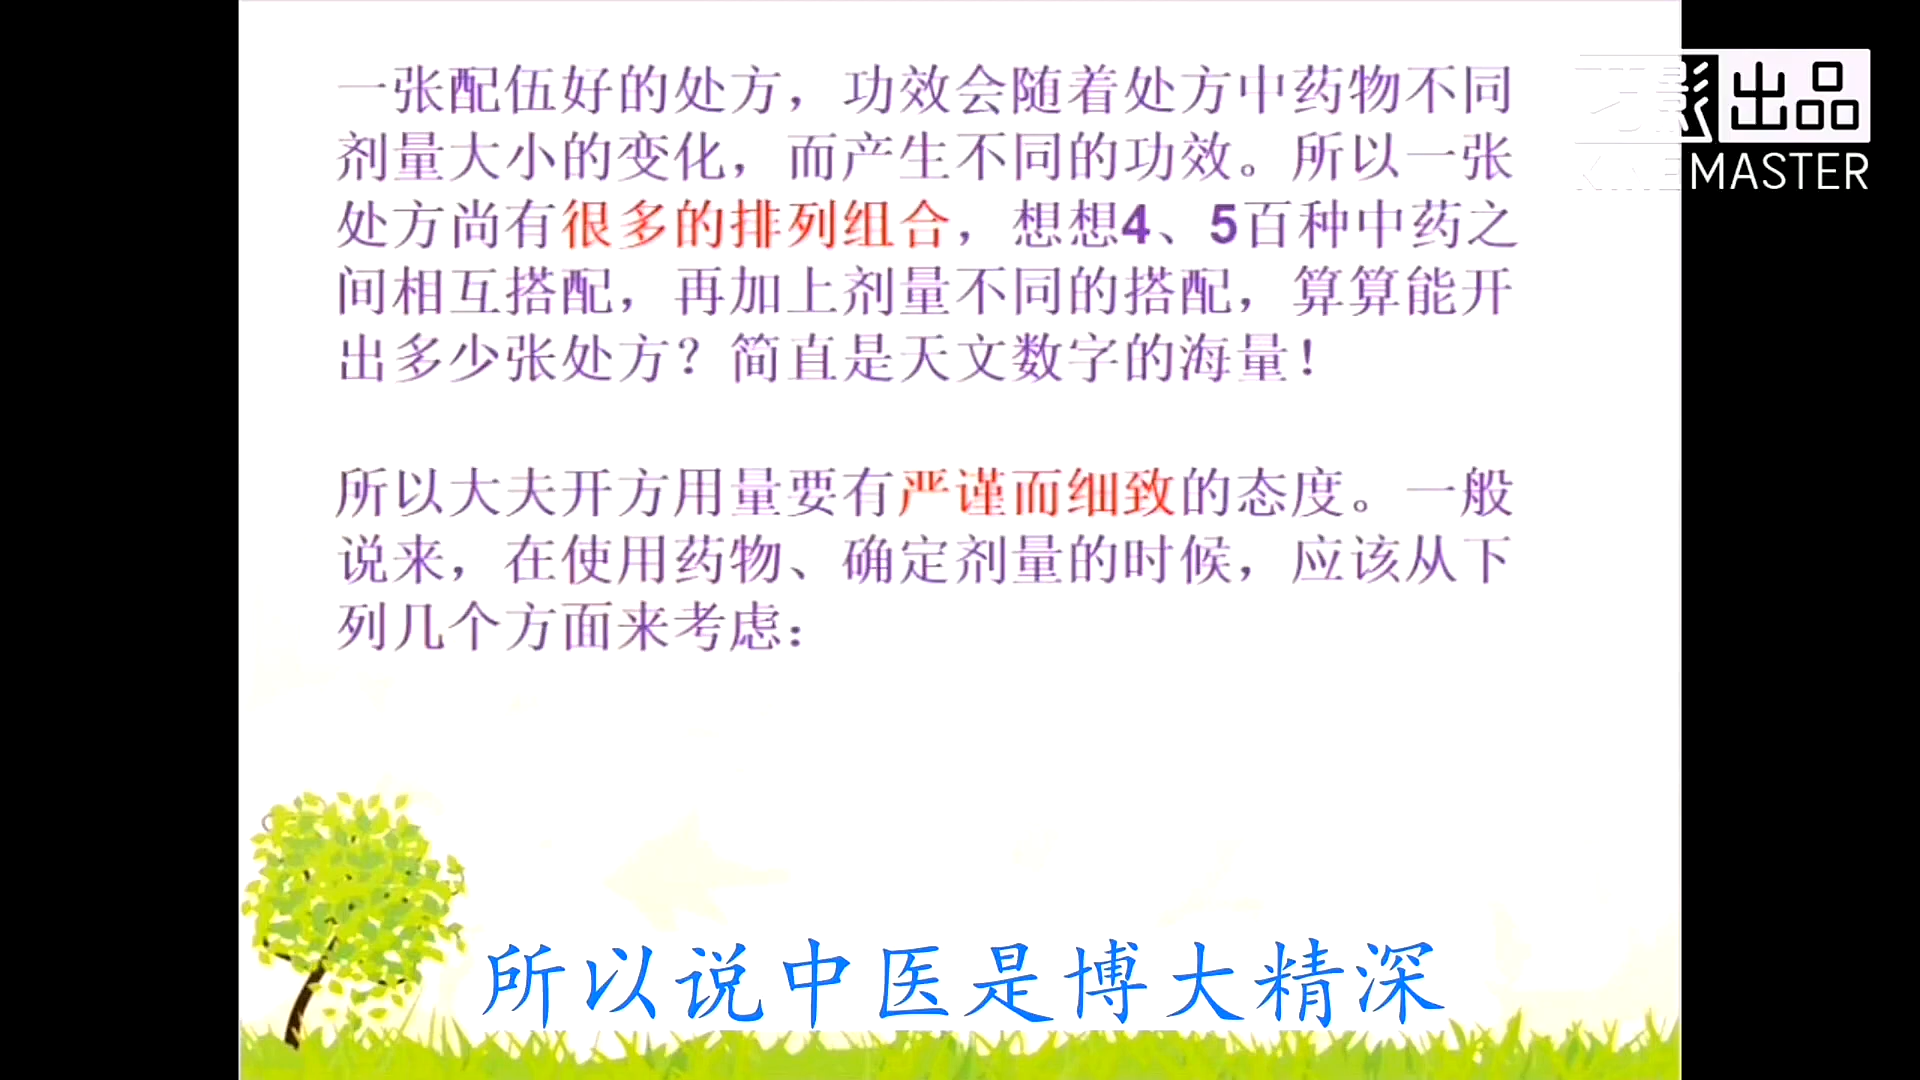 一张配伍好的处方，功效会随着处方中药物不同
剂量大小的变化，而产生不同的功效。所以一张
处方尚有很多的排列组合，想想4、5百种中药之
间相互搭配，再加上剂量不同的搭配，算算能开
出多少张处方？简直是天文数字的海量！
所以大夫开方用量要有严谨而细致的态度。一般
说来，在使用药物、确定剂量的时候，应该从下
列几个方面来考虑：
所以说中医是博大精深
影出品
MASTER